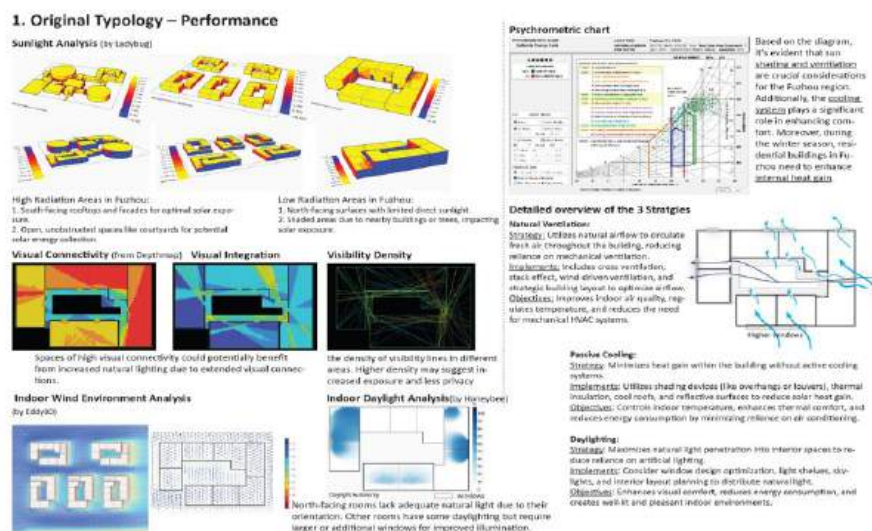 1. Original Typology – Performance
Sunlight Analysis (by Ladybug)
High Radiation Areas in Fuzhou:
1. South-facing rooftops and facades for optimal solar expo-
sure.
2. Open, unobstructed spaces like courtyards for potential
solar energy collection.
Low Radiation Areas in Fuzhou:
1. North-facing surfaces with limited direct sunlight.
2. Shaded areas due to nearby buildings or trees, impacting
solar exposure.
Visual Connectivity (from Depthmap)
Visual Integration
Visibility Density
Spaces of high visual connectivity could potentially benefit
from increased natural lighting due to extended visual connec-
tions.
the density of visibility lines in different
areas. Higher density may suggest in-
creased exposure and less privacy
Indoor Wind Environment Analysis
(by Eddy3D)
Indoor Daylight Analysis(by Honeybee)
North-facing rooms lack adequate natural light due to their
orientation. Other rooms have some daylighting but require
larger or additional windows for improved illumination.
Psychrometric chart
Based on the diagram,
it's evident that sun
shading and ventilation
are crucial considerations
for the Fuzhou region.
Additionally, the cooling
system plays a significant
role in enhancing com-
fort. Moreover, during
the winter season, resi-
dential buildings in Fu-
zhou need to enhance
internal heat gain.
Detailed overview of the 3 Stratgies
Natural Ventilation:
Strategy: Utilizes natural airflow to circulate
fresh air throughout the building, reducing
reliance on mechanical ventilation.
Implements: Includes cross ventilation,
stack effect, wind-driven ventilation, and
strategic building layout to optimize airflow.
Objectives: Improves indoor air quality, reg-
ulates temperature, and reduces the need
for mechanical HVAC systems.
Higher windows
Passive Cooling:
Strategy: Minimizes heat gain within the building without active cooling
systems.
Implements: Utilizes shading devices (like overhangs or louvers), thermal
insulation, cool roofs, and reflective surfaces to reduce solar heat gain.
Objectives: Controls indoor temperature, enhances thermal comfort, and
reduces energy consumption by minimizing reliance on air conditioning.
Daylighting:
Strategy: Maximizes natural light penetration into interior spaces to re-
duce reliance on artificial lighting.
Implements: Consider window design optimization, light shelves, sky-
lights, and interior layout planning to distribute natural light.
Objectives: Enhances visual comfort, reduces energy consumption, and
creates well-lit and pleasant indoor environments.